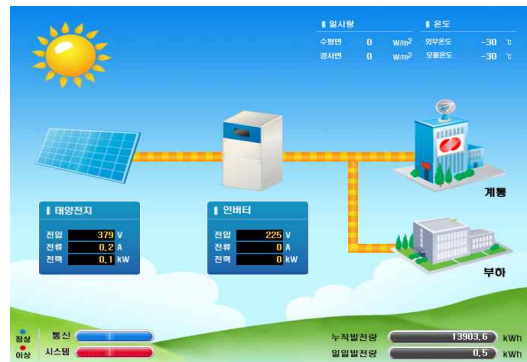 일사량 온도
수평면 0 W/m² 외부온도 -30 ℃
경사면 0 W/m² 모듈온도 -30 ℃
계통
태양전지
전압 379 V
전류 0.2 A
전력 0.1 kW
인버터
전압 225 V
전류 0 A
전력 0 kW
부하
정상 통신
이상 시스템
누적발전량 13903.6 kWh
일일발전량 0.5 kWh